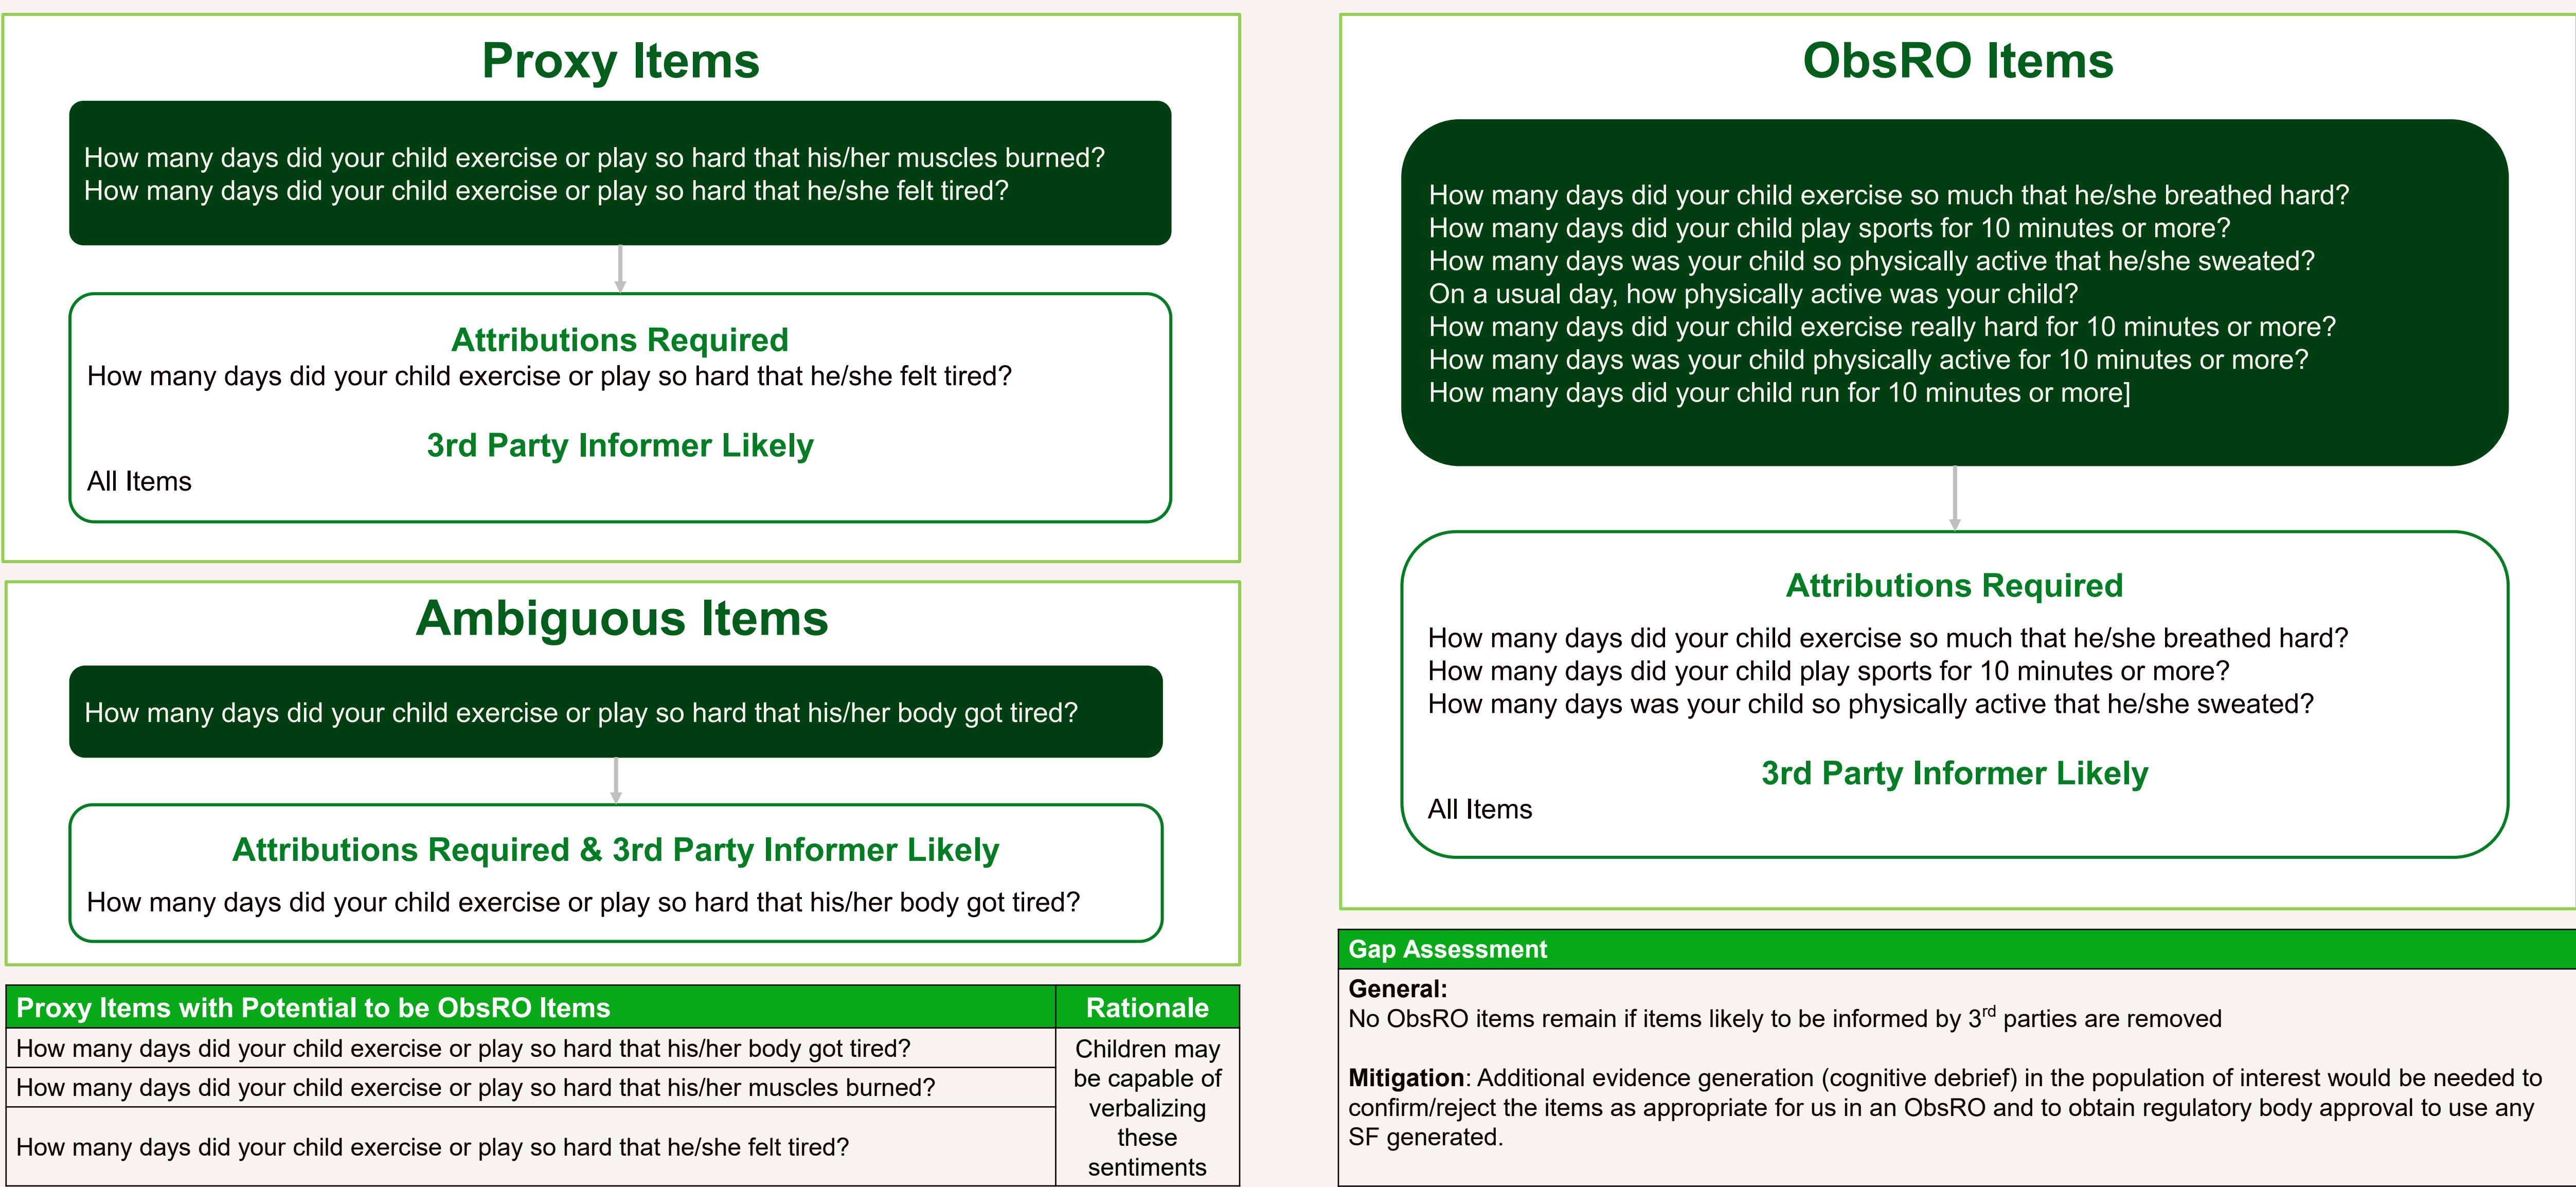 Proxy Items
How many days did your child exercise or play so hard that his/her muscles burned?
How many days did your child exercise or play so hard that he/she felt tired?
Attributions Required
How many days did your child exercise or play so hard that he/she felt tired?
3rd Party Informer Likely
All Items
Ambiguous Items
How many days did your child exercise or play so hard that his/her body got tired?
Attributions Required & 3rd Party Informer Likely
How many days did your child exercise or play so hard that his/her body got tired?
Proxy Items with Potential to be ObsRO Items
Rationale
How many days did your child exercise or play so hard that his/her body got tired?
How many days did your child exercise or play so hard that his/her muscles burned?
How many days did your child exercise or play so hard that he/she felt tired?
Children may
be capable of
verbalizing
these
sentiments
ObsRO Items
How many days did your child exercise so much that he/she breathed hard?
How many days did your child play sports for 10 minutes or more?
How many days was your child so physically active that he/she sweated?
On a usual day, how physically active was your child?
How many days did your child exercise really hard for 10 minutes or more?
How many days was your child physically active for 10 minutes or more?
How many days did your child run for 10 minutes or more]
Attributions Required
How many days did your child exercise so much that he/she breathed hard?
How many days did your child play sports for 10 minutes or more?
How many days was your child so physically active that he/she sweated?
3rd Party Informer Likely
All Items
Gap Assessment
General:
No ObsRO items remain if items likely to be informed by 3rd parties are removed
Mitigation: Additional evidence generation (cognitive debrief) in the population of interest would be needed to
confirm/reject the items as appropriate for us in an ObsRO and to obtain regulatory body approval to use any
SF generated.